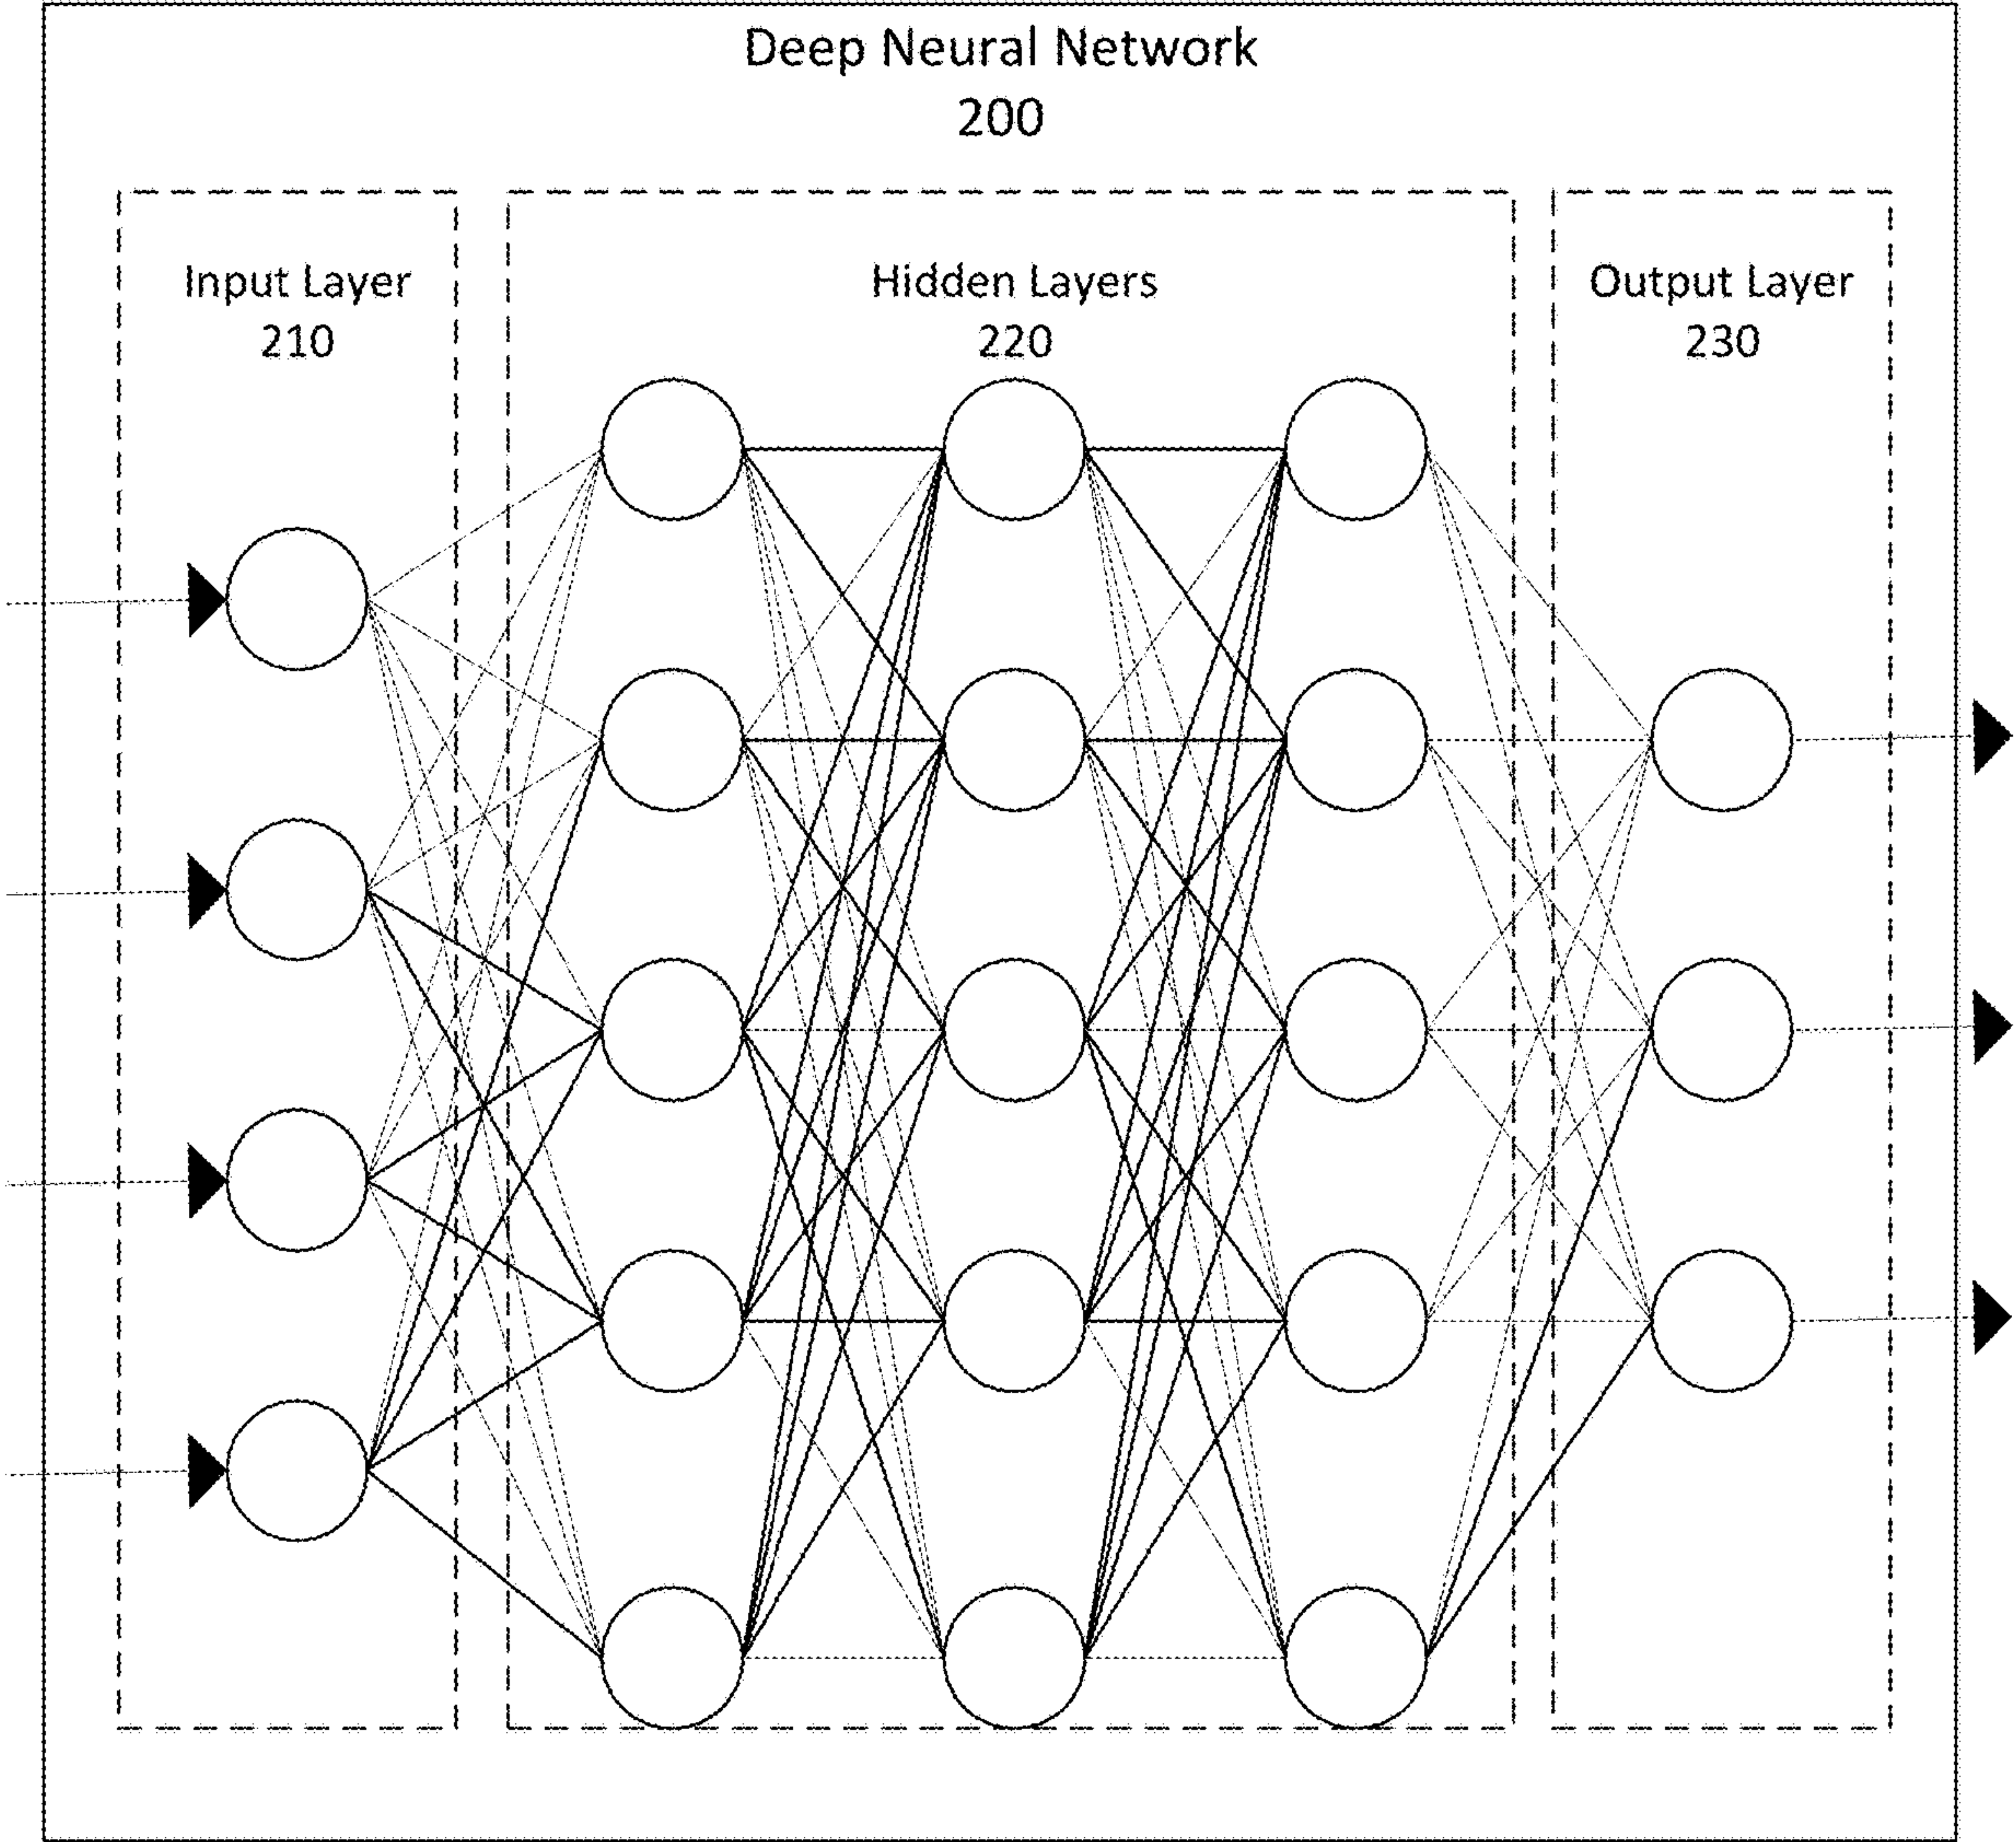 Deep Neural Network
200
Input Layer
210
Hidden Layers
220
Output Layer
230